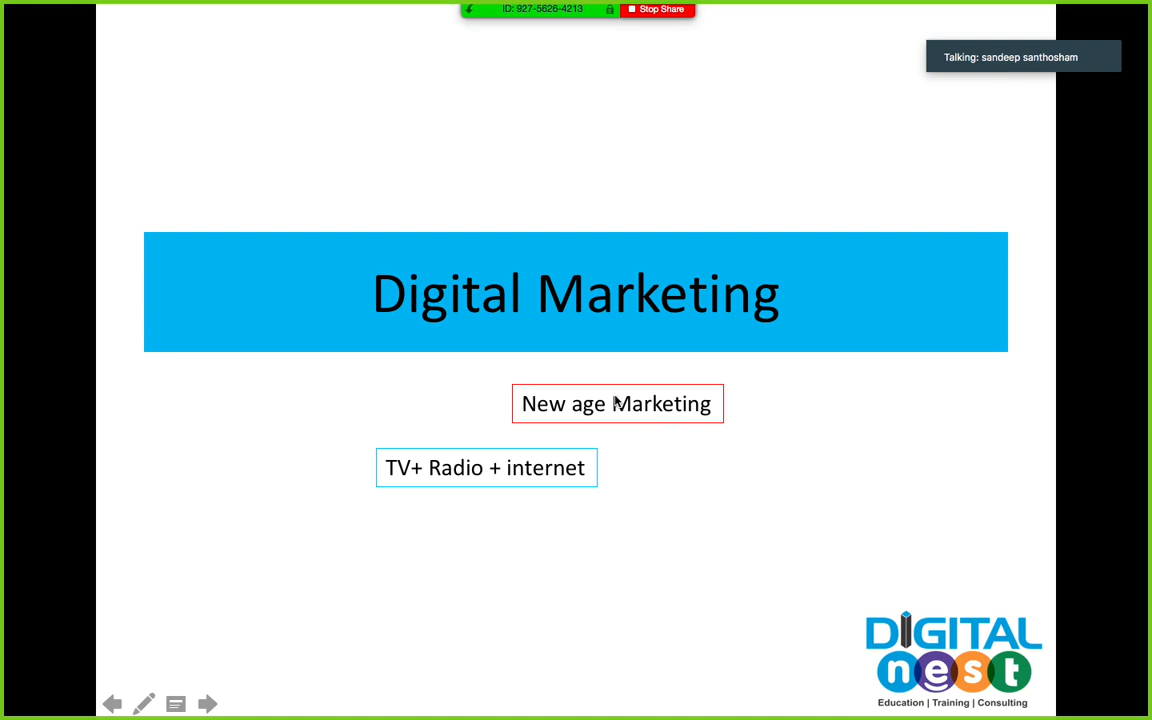 ID: 927-5626-4213 Stop Share
Talking: sandeep santhosham
Digital Marketing
New age Marketing
TV+ Radio + internet
DIGITAL
nest
Education | Training | Consulting